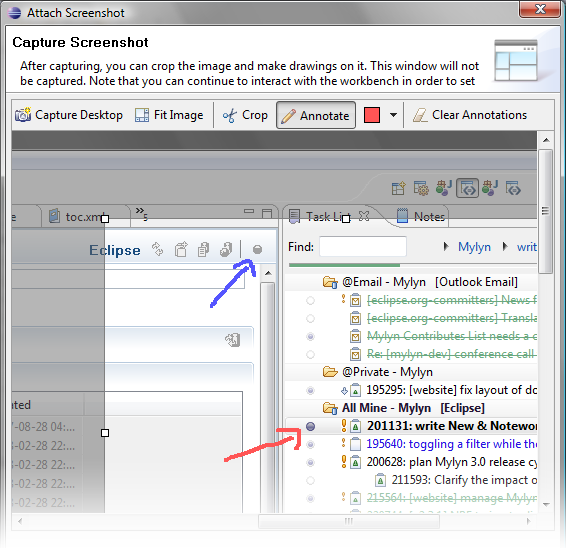 Attach Screenshot
Capture Screenshot
After capturing, you can crop the image and make drawings on it. This window will not
be captured. Note that you can continue to interact with the workbench in order to set
Capture Desktop Fit Image Crop Annotate Clear Annotations
e toc.xml »5 Task List Notes
Eclipse
Find: Mylyn writ
@Email - Mylyn [Outlook Email]
[eclipse.org-committers] News f
[eclipse.org-committers] Transla
Mylyn Contributes List needs a c
Re: [mylyn-dev] conference call
@Private - Mylyn
195295: [website] fix layout of do
ted All Mine - Mylyn [Eclipse]
7-08-28 04:... 201131: write New & Notewor
3-02-28 22:... 195640: toggling a filter while the
3-02-28 22:... 200628: plan Mylyn 3.0 release cy
3-02-28 22:... 211593: Clarify the impact o
3-02-28 22:... 215564: [website] manage Mylyn